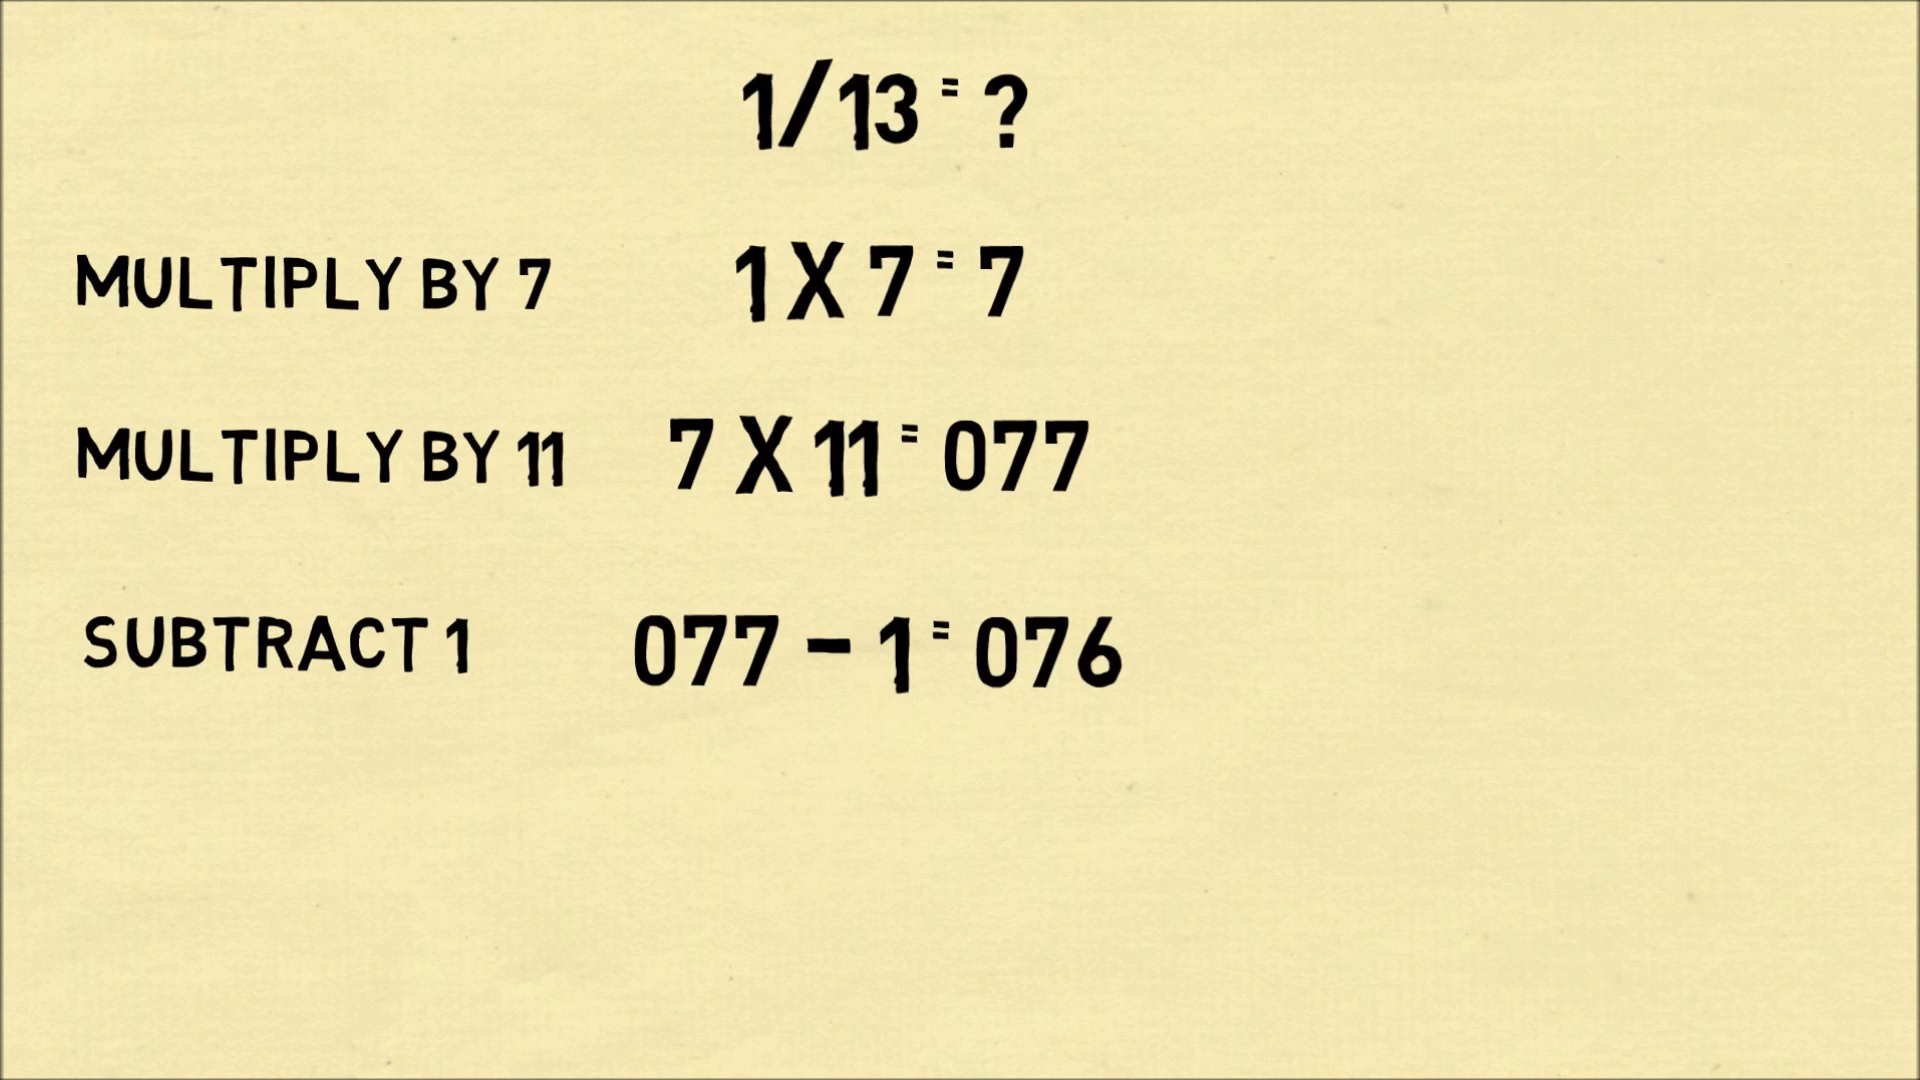 1/13 = ?
MULTIPLY BY 7 1 X 7 = 7
MULTIPLY BY 11 7 X 11 = 077
SUBTRACT 1 077 - 1 = 076